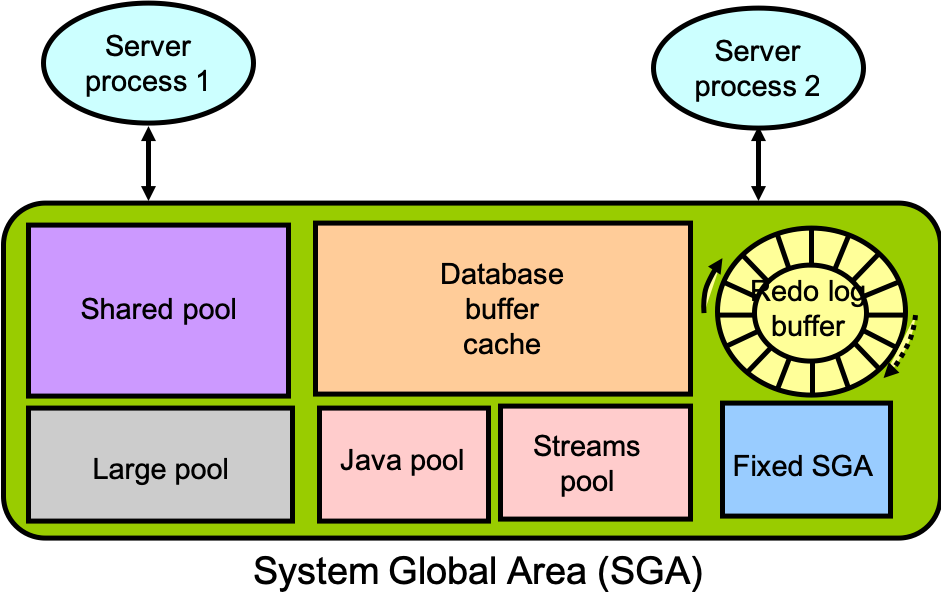 Server
process 1
Server
process 2
Shared pool
Database
buffer
cache
Redo log
buffer
Large pool
Java pool
Streams
pool
Fixed SGA
System Global Area (SGA)